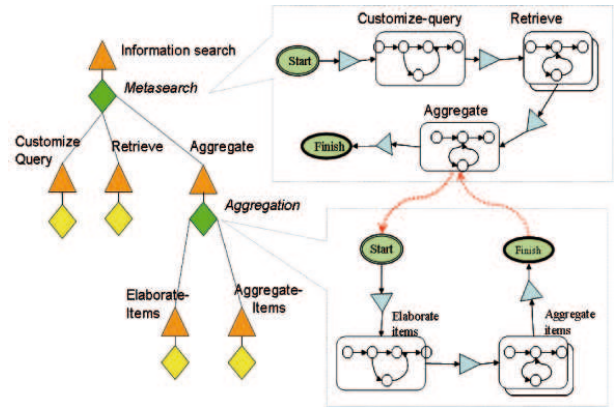 Information search
Metasearch
Customize
Query
Retrieve
Aggregate
Aggregation
Elaborate-
Items
Aggregate-
Items
Customize-query
Retrieve
Start
Aggregate
Finish
Start
Finish
Elaborate
items
Aggregate
items